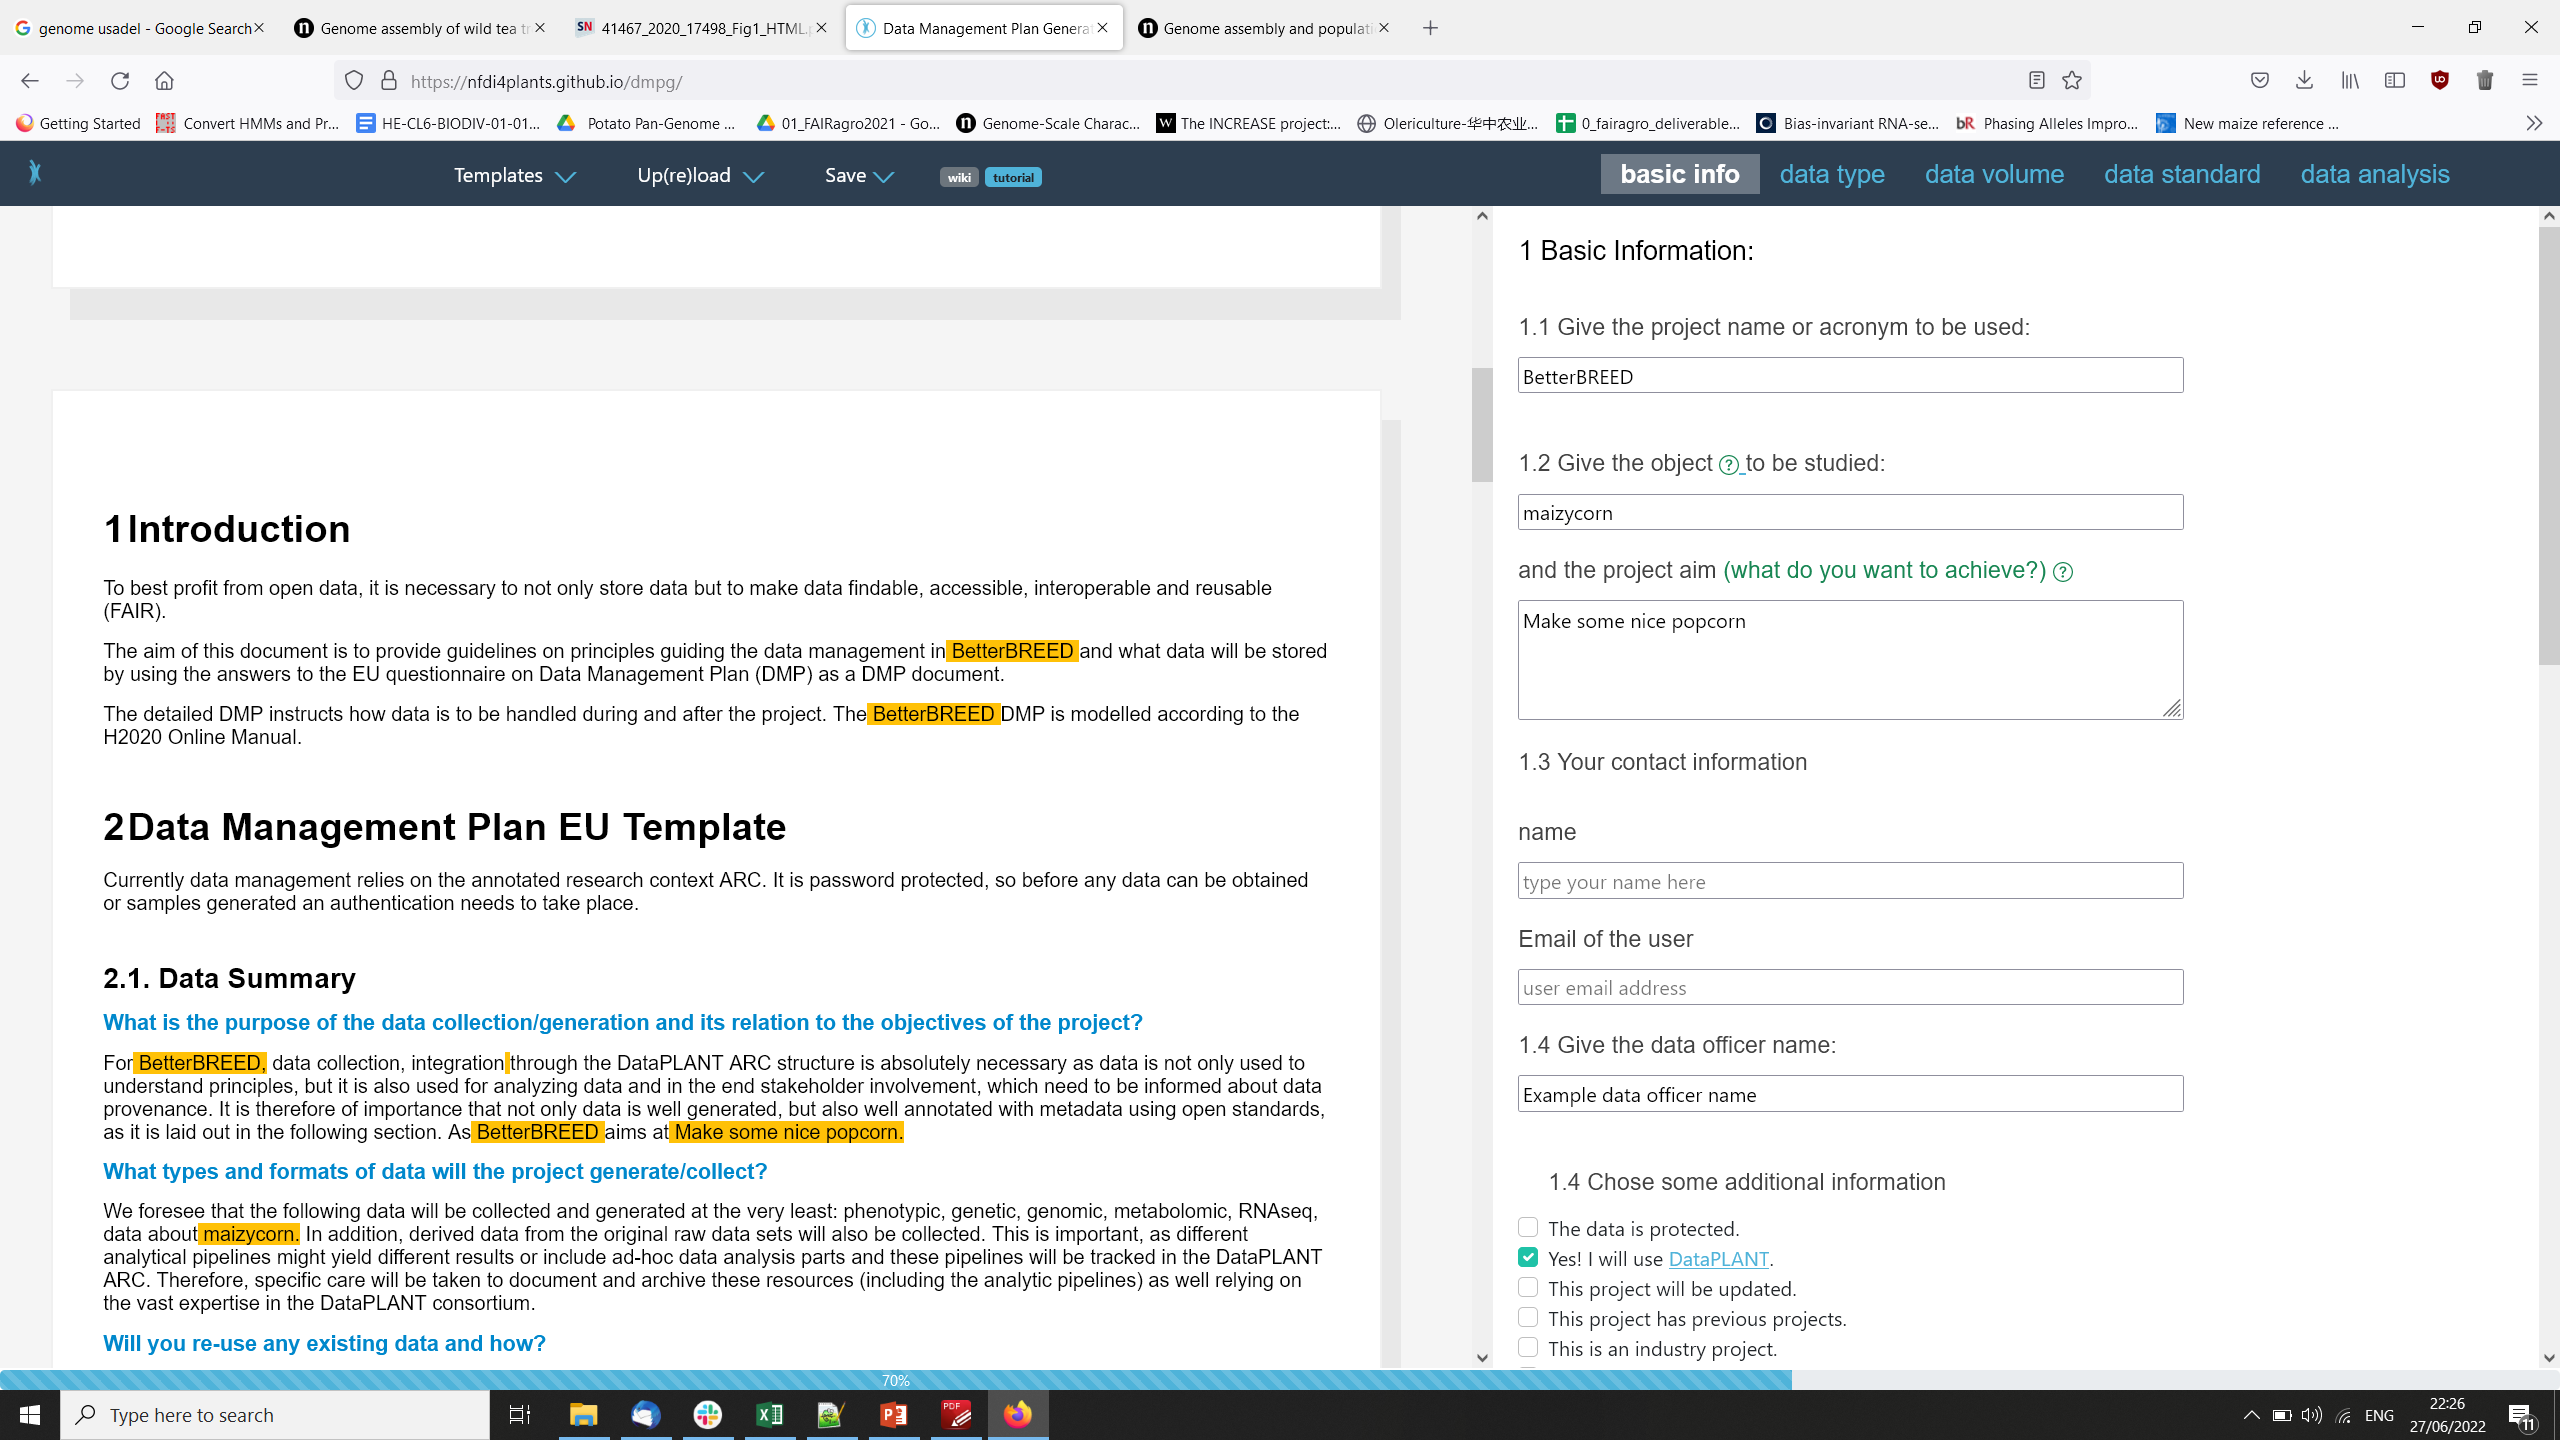 genome usadel - Google Search
Genome assembly of wild tea tr
41467_2020_17498_Fig1_HTML.p
Data Management Plan Genera
Genome assembly and populati
https://nfdi4plants.github.io/dmpg/
Getting Started
Convert HMMs and Pr...
HE-CL6-BIODIV-01-01...
Potato Pan-Genome ...
01_FAIRagro2021 - Go...
Genome-Scale Charac...
The INCREASE project:...
Olericulture-华中农业...
0_fairagro_deliverable...
Bias-invariant RNA-se...
Phasing Alleles Impro...
New maize reference ...
Templates
Up(re)load
Save
wiki
tutorial
basic info
data type
data volume
data standard
data analysis
1Introduction
To best profit from open data, it is necessary to not only store data but to make data findable, accessible, interoperable and reusable
(FAIR).
The aim of this document is to provide guidelines on principles guiding the data management in BetterBREED and what data will be stored
by using the answers to the EU questionnaire on Data Management Plan (DMP) as a DMP document.
The detailed DMP instructs how data is to be handled during and after the project. The BetterBREED DMP is modelled according to the
H2020 Online Manual.
2Data Management Plan EU Template
Currently data management relies on the annotated research context ARC. It is password protected, so before any data can be obtained
or samples generated an authentication needs to take place.
2.1. Data Summary
What is the purpose of the data collection/generation and its relation to the objectives of the project?
For BetterBREED, data collection, integration through the DataPLANT ARC structure is absolutely necessary as data is not only used to
understand principles, but it is also used for analyzing data and in the end stakeholder involvement, which need to be informed about data
provenance. It is therefore of importance that not only data is well generated, but also well annotated with metadata using open standards,
as it is laid out in the following section. As BetterBREED aims at Make some nice popcorn.
What types and formats of data will the project generate/collect?
We foresee that the following data will be collected and generated at the very least: phenotypic, genetic, genomic, metabolomic, RNAseq,
data about maizycorn. In addition, derived data from the original raw data sets will also be collected. This is important, as different
analytical pipelines might yield different results or include ad-hoc data analysis parts and these pipelines will be tracked in the DataPLANT
ARC. Therefore, specific care will be taken to document and archive these resources (including the analytic pipelines) as well relying on
the vast expertise in the DataPLANT consortium.
Will you re-use any existing data and how?
1 Basic Information:
1.1 Give the project name or acronym to be used:
BetterBREED
1.2 Give the object ? to be studied:
maizycorn
and the project aim (what do you want to achieve?) ?
Make some nice popcorn
1.3 Your contact information
name
type your name here
Email of the user
user email address
1.4 Give the data officer name:
Example data officer name
1.4 Chose some additional information
The data is protected.
Yes! I will use DataPLANT.
This project will be updated.
This project has previous projects.
This is an industry project.
70%
Type here to search
ENG
22:26
27/06/2022
11